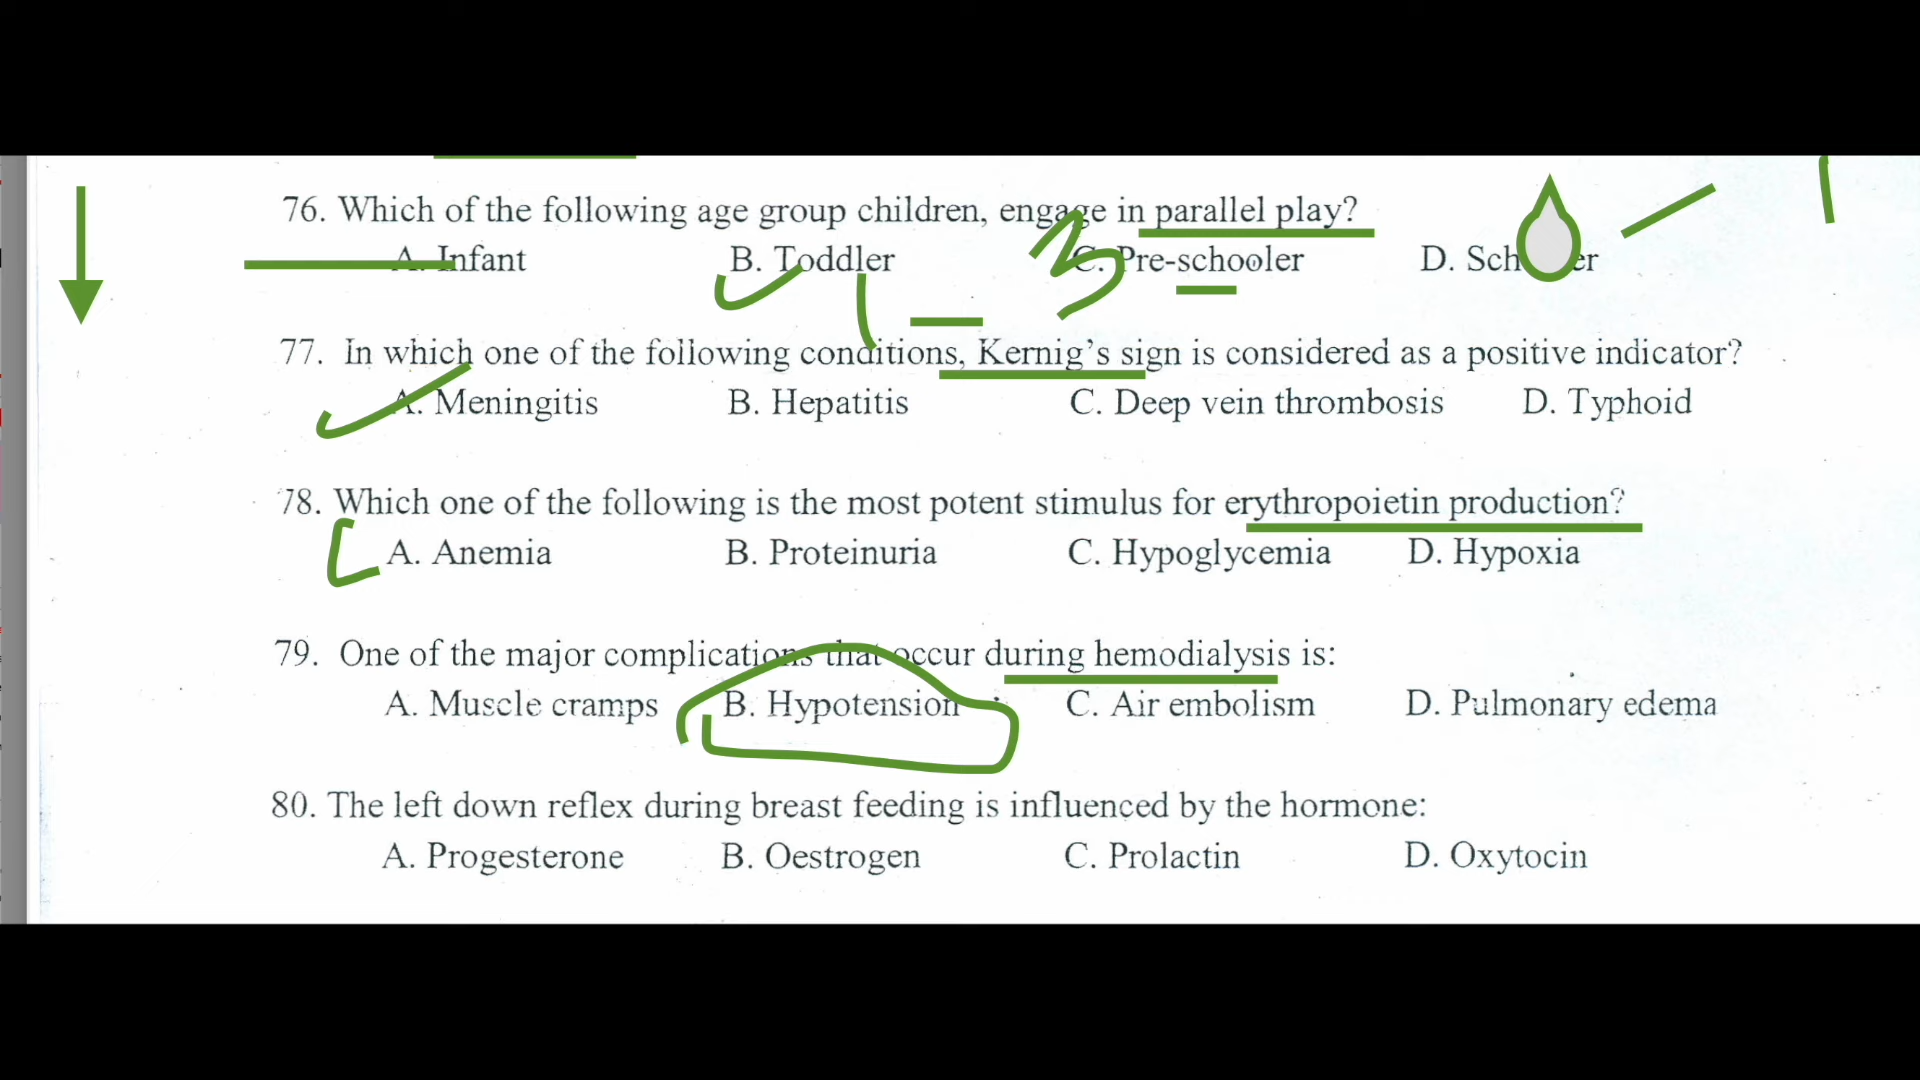 76. Which of the following age group children, engage in parallel play?
A. Infant B. Toddler C. Pre-schooler D.
1 – 3
77. In which one of the following conditions, Kernig's sign is considered as a positive indicator?
A. Meningitis B. Hepatitis C. Deep vein thrombosis D. Typhoid
78. Which one of the following is the most potent stimulus for erythropoietin production?
A. Anemia B. Proteinuria C. Hypoglycemia D. Hypoxia
79. One of the major complications that occur during hemodialysis is:
A. Muscle cramps B. Hypotension C. Air embolism D. Pulmonary edema
80. The left down reflex during breast feeding is influenced by the hormone:
A. Progesterone B. Oestrogen C. Prolactin D. Oxytocin